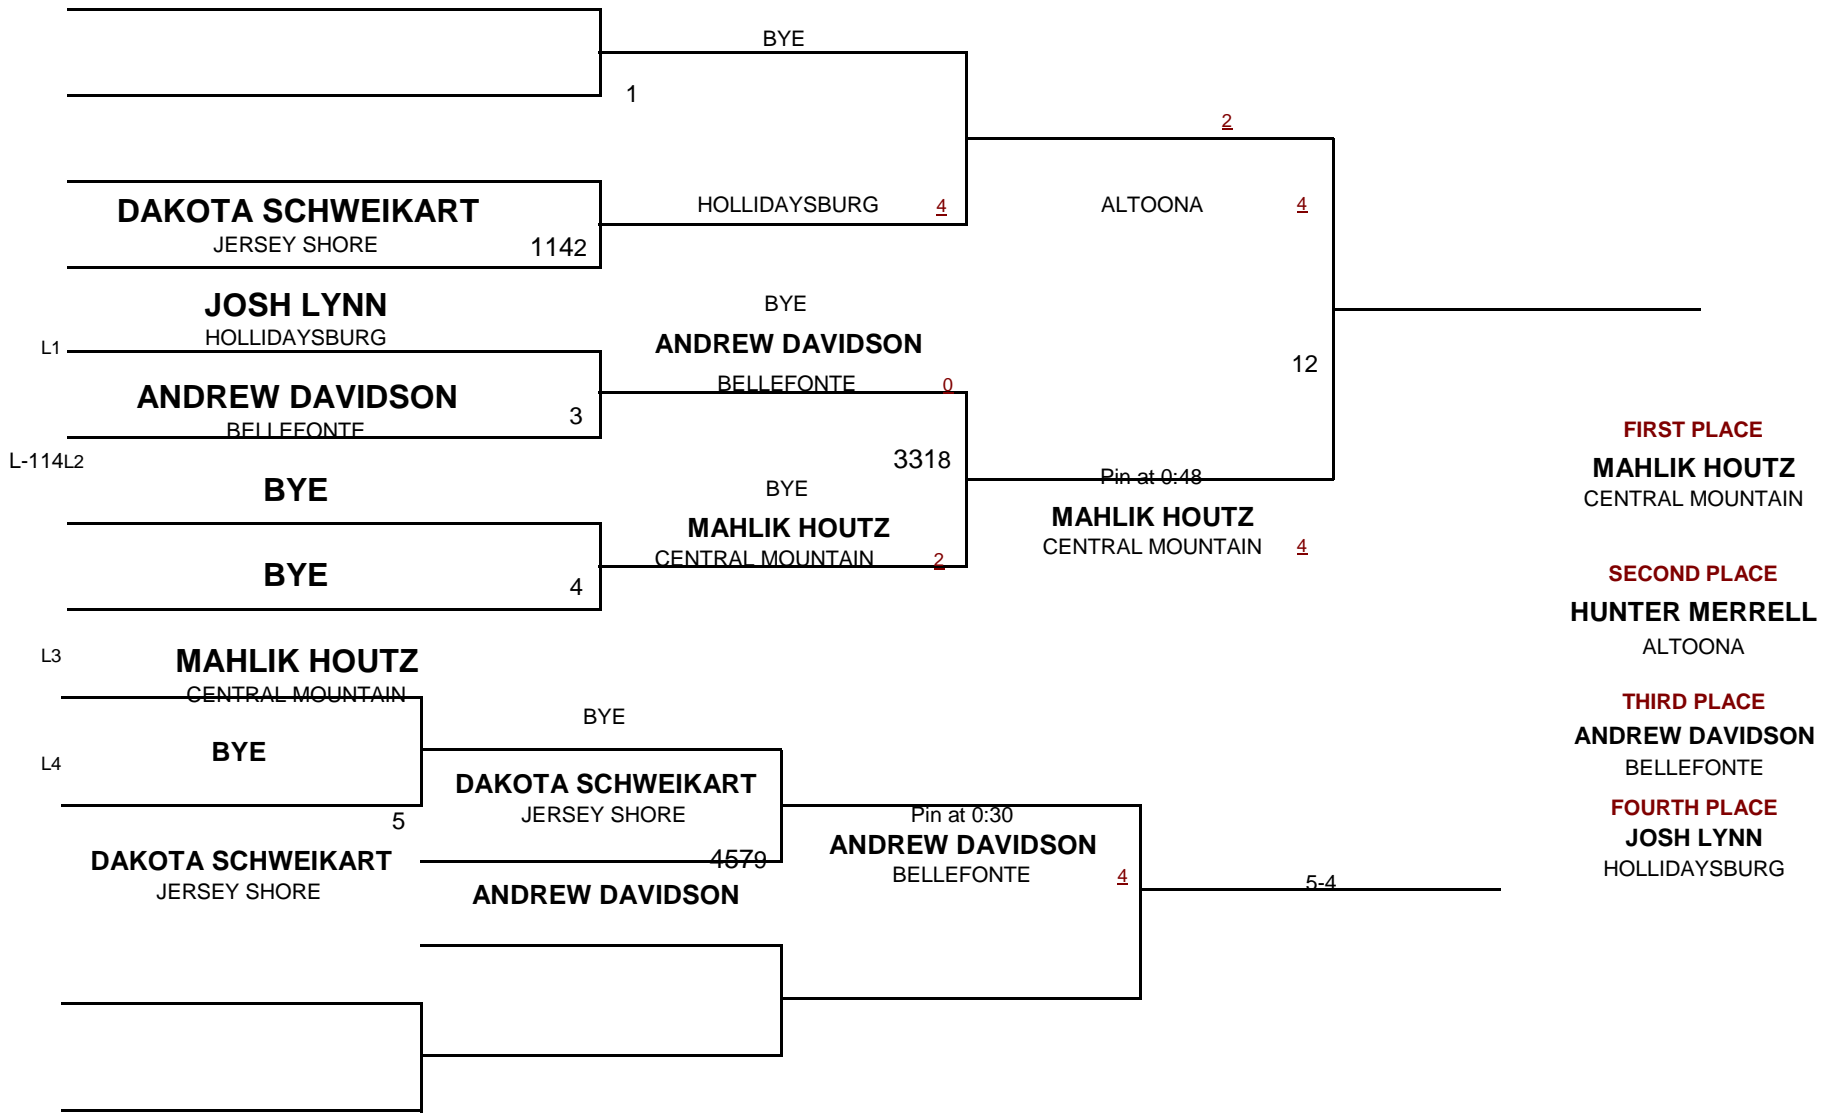 BYE
1
2
DAKOTA SCHWEIKART
JERSEY SHORE
1142
HOLLIDAYSBURG 4
ALTOONA 4
JOSH LYNN
HOLLIDAYSBURG
L1
BYE
ANDREW DAVIDSON
BELLEFONTE 0
12
ANDREW DAVIDSON
BELLEFONTE
3
L-114L2
BYE
3318
BYE
MAHLIK HOUTZ
CENTRAL MOUNTAIN 2
Pin at 0:48
MAHLIK HOUTZ
CENTRAL MOUNTAIN 4
BYE
4
FIRST PLACE
MAHLIK HOUTZ
CENTRAL MOUNTAIN
SECOND PLACE
HUNTER MERRELL
ALTOONA
THIRD PLACE
ANDREW DAVIDSON
BELLEFONTE
FOURTH PLACE
JOSH LYNN
HOLLIDAYSBURG
L3
MAHLIK HOUTZ
CENTRAL MOUNTAIN
L4
BYE
5
BYE
DAKOTA SCHWEIKART
JERSEY SHORE
4579
DAKOTA SCHWEIKART
JERSEY SHORE
ANDREW DAVIDSON
Pin at 0:30
ANDREW DAVIDSON
BELLEFONTE 4
5-4